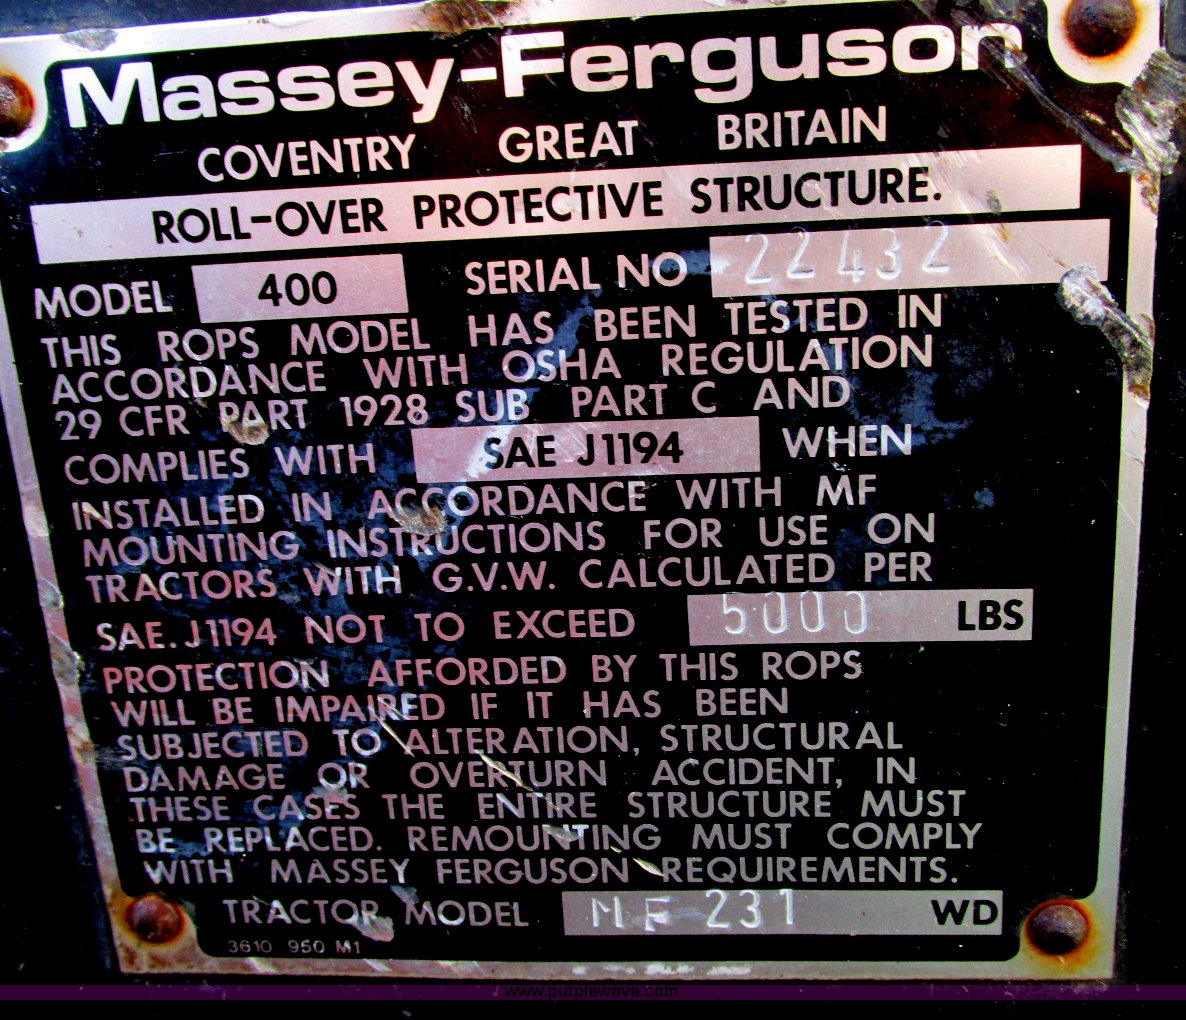 Massey-Ferguson
COVENTRY GREAT BRITAIN
ROLL-OVER PROTECTIVE STRUCTURE.
MODEL 400 SERIAL NO 22432
THIS ROPS MODEL HAS BEEN TESTED IN
ACCORDANCE WITH OSHA REGULATION
29 CFR PART 1928 SUB PART C AND
COMPLIES WITH SAE J1194 WHEN
INSTALLED IN ACCORDANCE WITH MF
MOUNTING INSTRUCTIONS FOR USE ON
TRACTORS WITH G.V.W. CALCULATED PER
SAE. J1194 NOT TO EXCEED 5000 LBS
PROTECTION AFFORDED BY THIS ROPS
WILL BE IMPAIRED IF IT HAS BEEN
SUBJECTED TO ALTERATION, STRUCTURAL
DAMAGE OR OVERTURN ACCIDENT, IN
THESE CASES THE ENTIRE STRUCTURE MUST
BE REPLACED. REMOUNTING MUST COMPLY
WITH MASSEY FERGUSON REQUIREMENTS.
TRACTOR MODEL MF 231 WD
3610 950 M1
www.purplewave.com